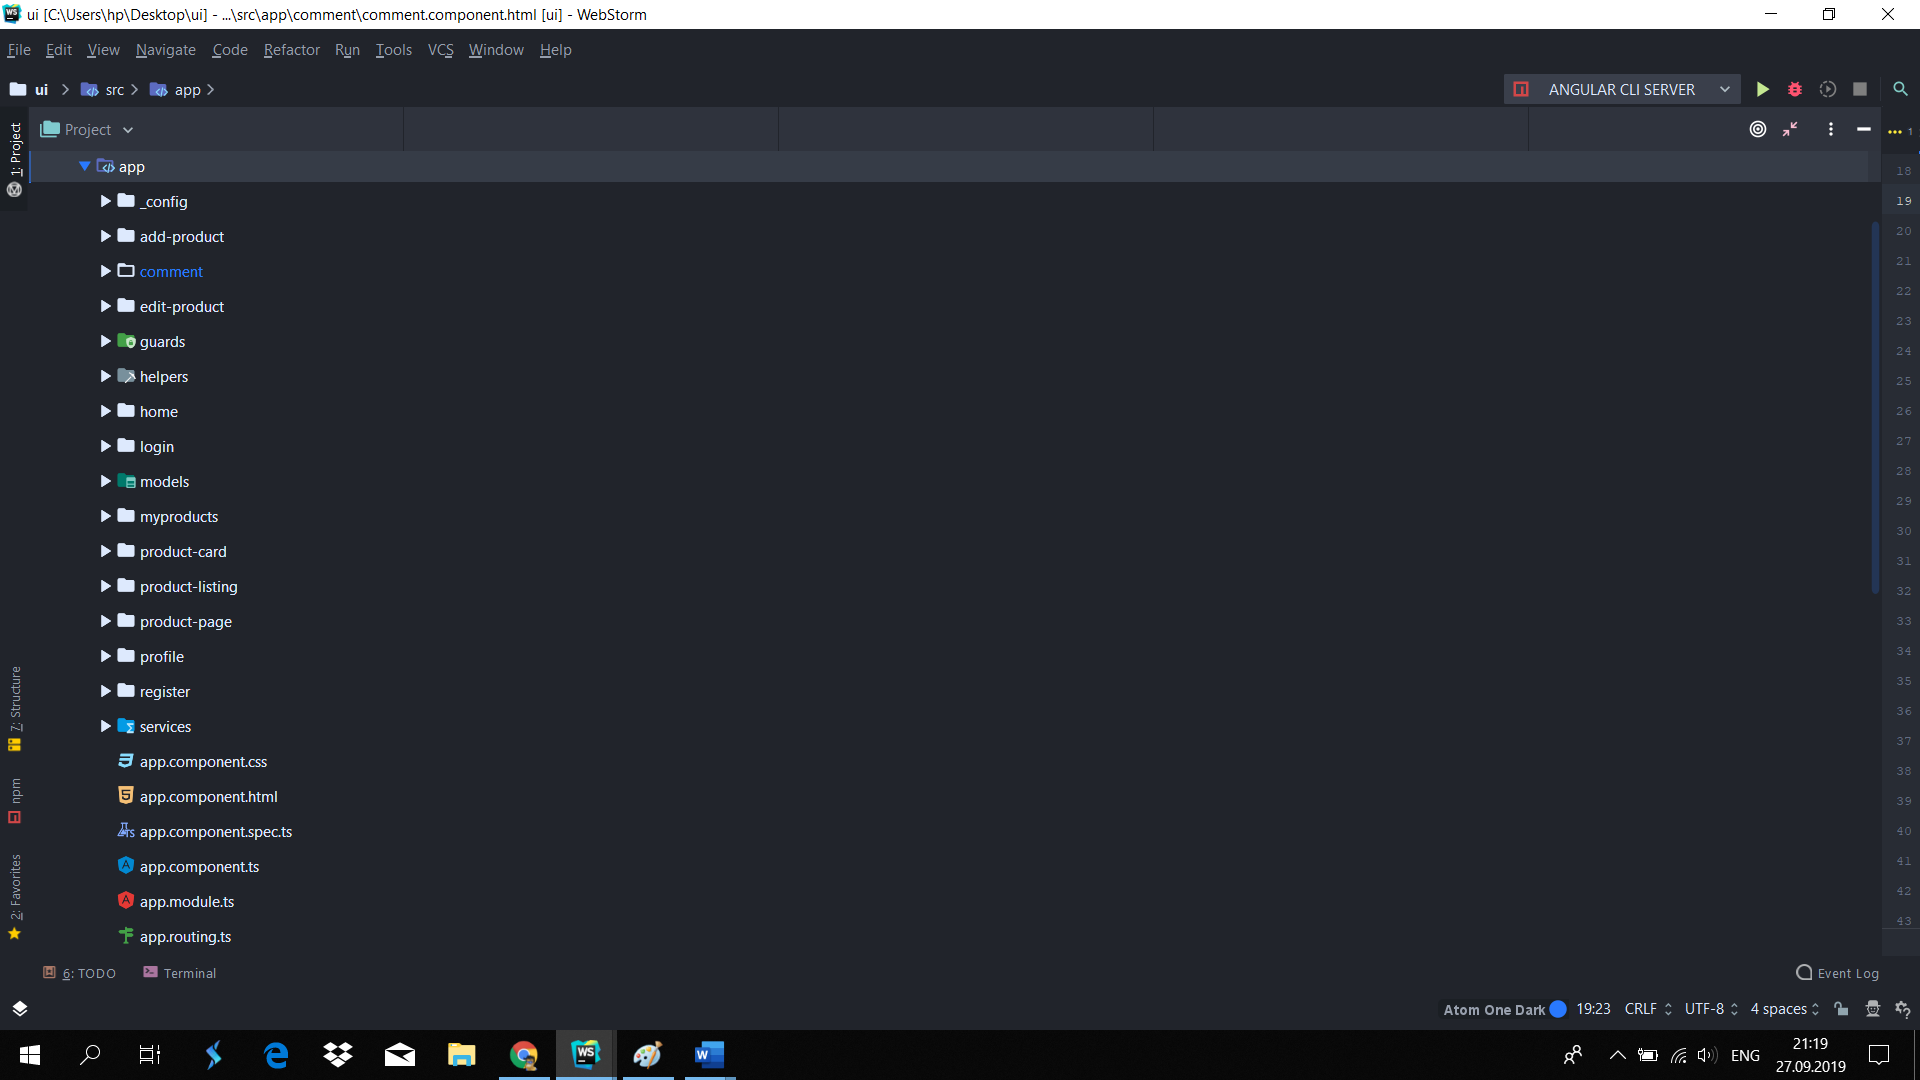 ui [C:\Users\hp\Desktop\ui] - ...\src\app\comment\comment.component.html [ui] - WebStorm
File Edit View Navigate Code Refactor Run Tools VCS Window Help
ui src app ANGULAR CLI SERVER
1: Project
Project
1
app
_config
add-product
comment
edit-product
guards
helpers
home
login
models
myproducts
product-card
product-listing
product-page
profile
register
services
app.component.css
app.component.html
app.component.spec.ts
app.component.ts
app.module.ts
app.routing.ts
7: Structure
npm
2: Favorites
18
19
20
21
22
23
24
25
26
27
28
29
30
31
32
33
34
35
36
37
38
39
40
41
42
43
6: TODO Terminal Event Log
Atom One Dark 19:23 CRLF UTF-8 4 spaces
WS W ENG 21:19
27.09.2019